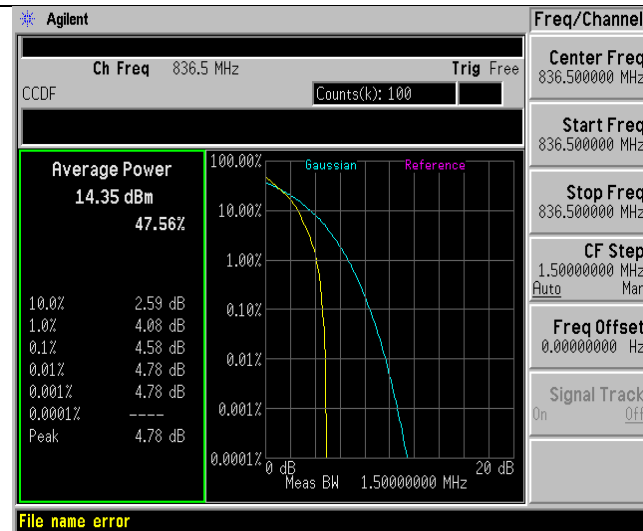 Agilent
Freq/Channel
Ch Freq 836.5 MHz Trig Free
CCDF Counts(k): 100
Average Power
14.35 dBm
47.56%
10.0% 2.59 dB
1.0% 4.08 dB
0.1% 4.58 dB
0.01% 4.78 dB
0.001% 4.78 dB
0.0001% ----
Peak 4.78 dB
100.00% Gaussian Reference
10.00%
1.00%
0.10%
0.01%
0.001%
0.0001%
0 dB 20 dB
Meas BW 1.50000000 MHz
Center Freq
836.500000 MHz
Start Freq
836.500000 MHz
Stop Freq
836.500000 MHz
CF Step
1.50000000 MHz
Auto Man
Freq Offset
0.00000000 Hz
Signal Track
On Off
File name error